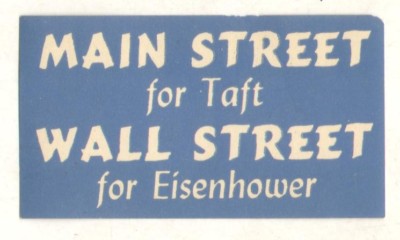 MAIN STREET
for Taft
WALL STREET
for Eisenhower